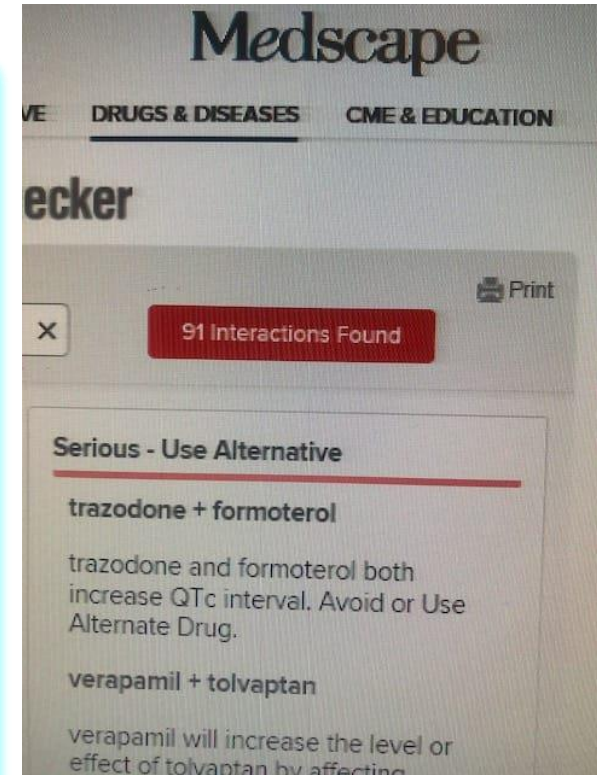 Medscape
VE DRUGS & DISEASES CME & EDUCATION
ecker
Print
× 91 Interactions Found
Serious - Use Alternative
trazodone + formoterol
trazodone and formoterol both
increase QTc interval. Avoid or Use
Alternate Drug.
verapamil + tolvaptan
verapamil will increase the level or
effect of tolvaptan by affecting